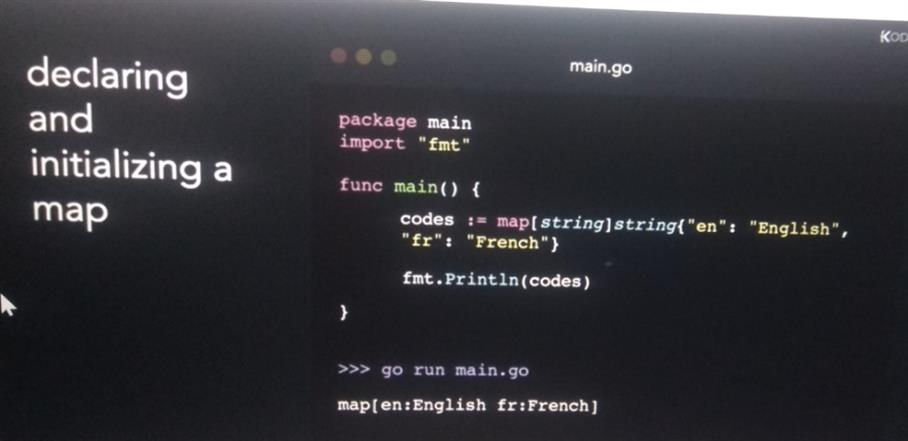 KOD
declaring
and
initializing a
map
main.go
package main
import "fmt"
func main() {
codes := map[string]string{"en": "English",
"fr": "French"}
fmt.Println(codes)
}
>>> go run main.go
map[en:English fr:French]